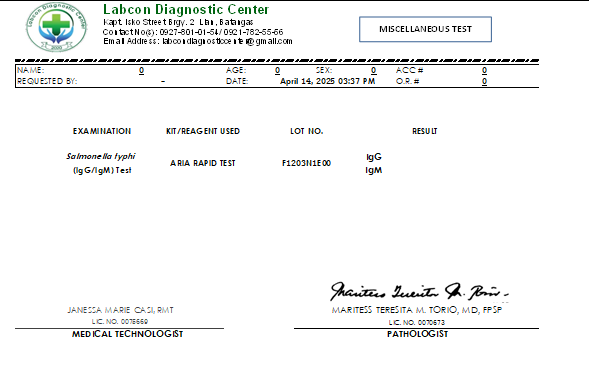 Labcon Diagnostic Center
Kapt. Isko Street Brgy. 2 Lian, Batangas
Contact No(s): 0927-801-01-54/ 0921-782-55-56
Email Address: labcondiagnosticcenter@gmail.com
MISCELLANEOUS TEST
NAME: 0 AGE: 0 SEX: 0 ACC # 0
REQUESTED BY: - DATE: April 14, 2025 03:37 PM O.R. # 0
EXAMINATION KIT/REAGENT USED LOT NO. RESULT
Salmonella typhi
(IgG/IgM) Test ARIA RAPID TEST F1203N1E00 IgG
IgM
JANESSA MARIE CASI, RMT
LIC. NO. 0076669
MEDICAL TECHNOLOGIST
MARITESS TERESITA M. TORIO, MD, FPSP
LIC. NO. 0070673
PATHOLOGIST